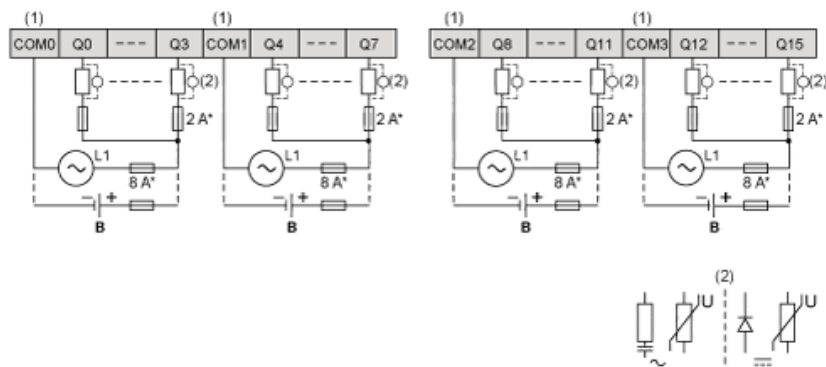 (1) (1) (1) (1)
COM0 Q0 --- Q3 COM1 Q4 --- Q7 COM2 Q8 --- Q11 COM3 Q12 --- Q15
(2) (2) (2) (2)
2 A* 2 A* 2 A* 2 A*
L1 L1 L1 L1
8 A* 8 A* 8 A* 8 A*
- + - + - + - +
B B B B
(2)
U U